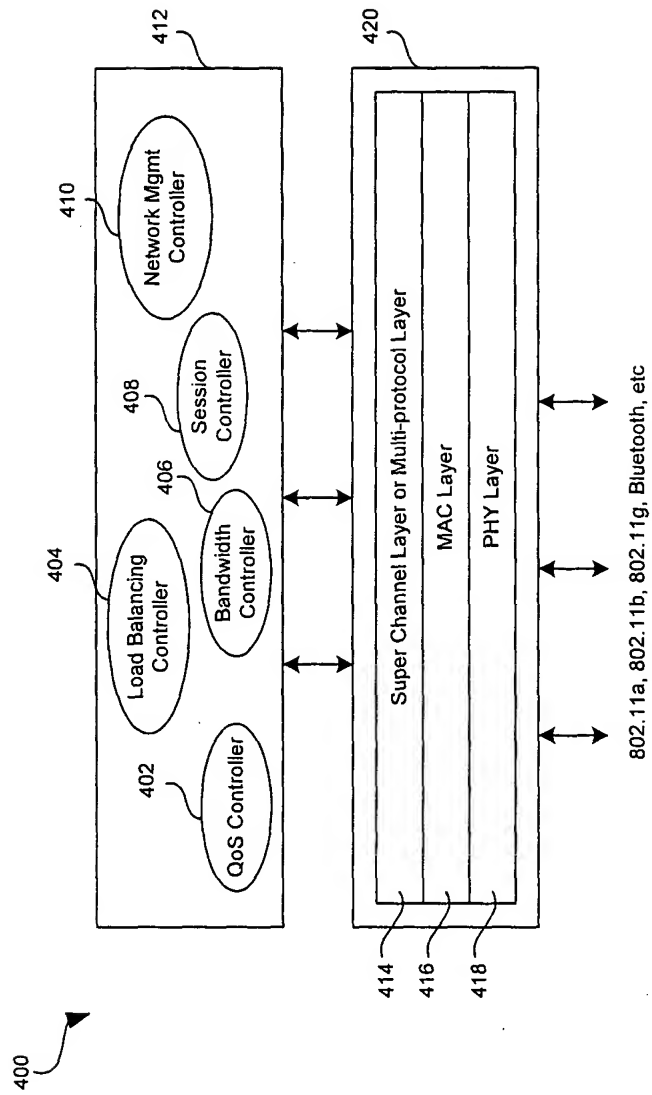 400
412
410
Network Mgmt
Controller
408
Session
Controller
406
404
Load Balancing
Controller
Bandwidth
Controller
402
QoS Controller
420
Super Channel Layer or Multi-protocol Layer
MAC Layer
PHY Layer
414
416
418
802.11a, 802.11b, 802.11g, Bluetooth, etc